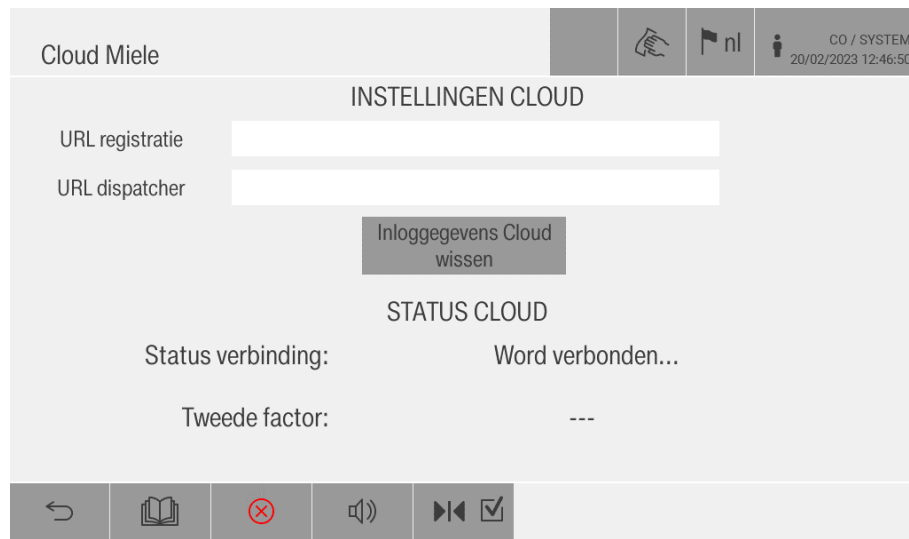 Cloud Miele
nl
CO / SYSTEM
20/02/2023 12:46:50
INSTELLINGEN CLOUD
URL registratie
URL dispatcher
Inloggegevens Cloud
wissen
STATUS CLOUD
Status verbinding: Word verbonden...
Tweede factor: ---